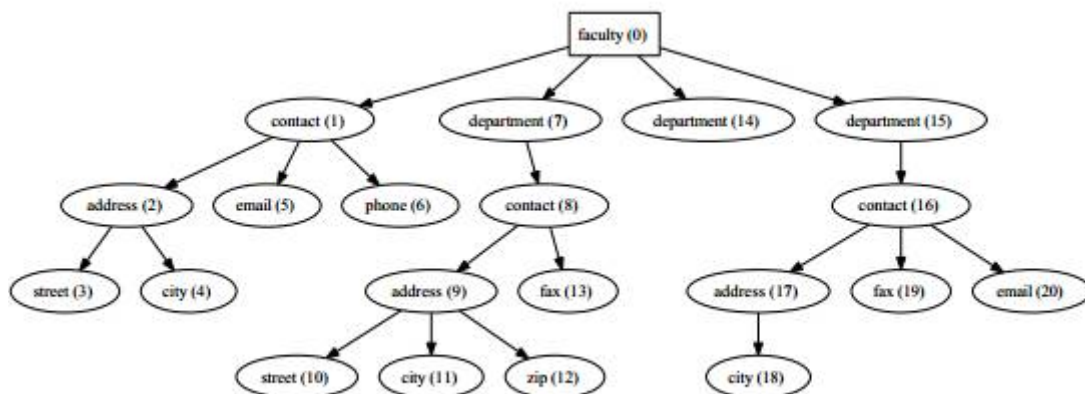 faculty (0)
contact (1)
department (7)
department (14)
department (15)
address (2)
email (5)
phone (6)
contact (8)
contact (16)
street (3)
city (4)
address (9)
fax (13)
address (17)
fax (19)
email (20)
street (10)
city (11)
zip (12)
city (18)